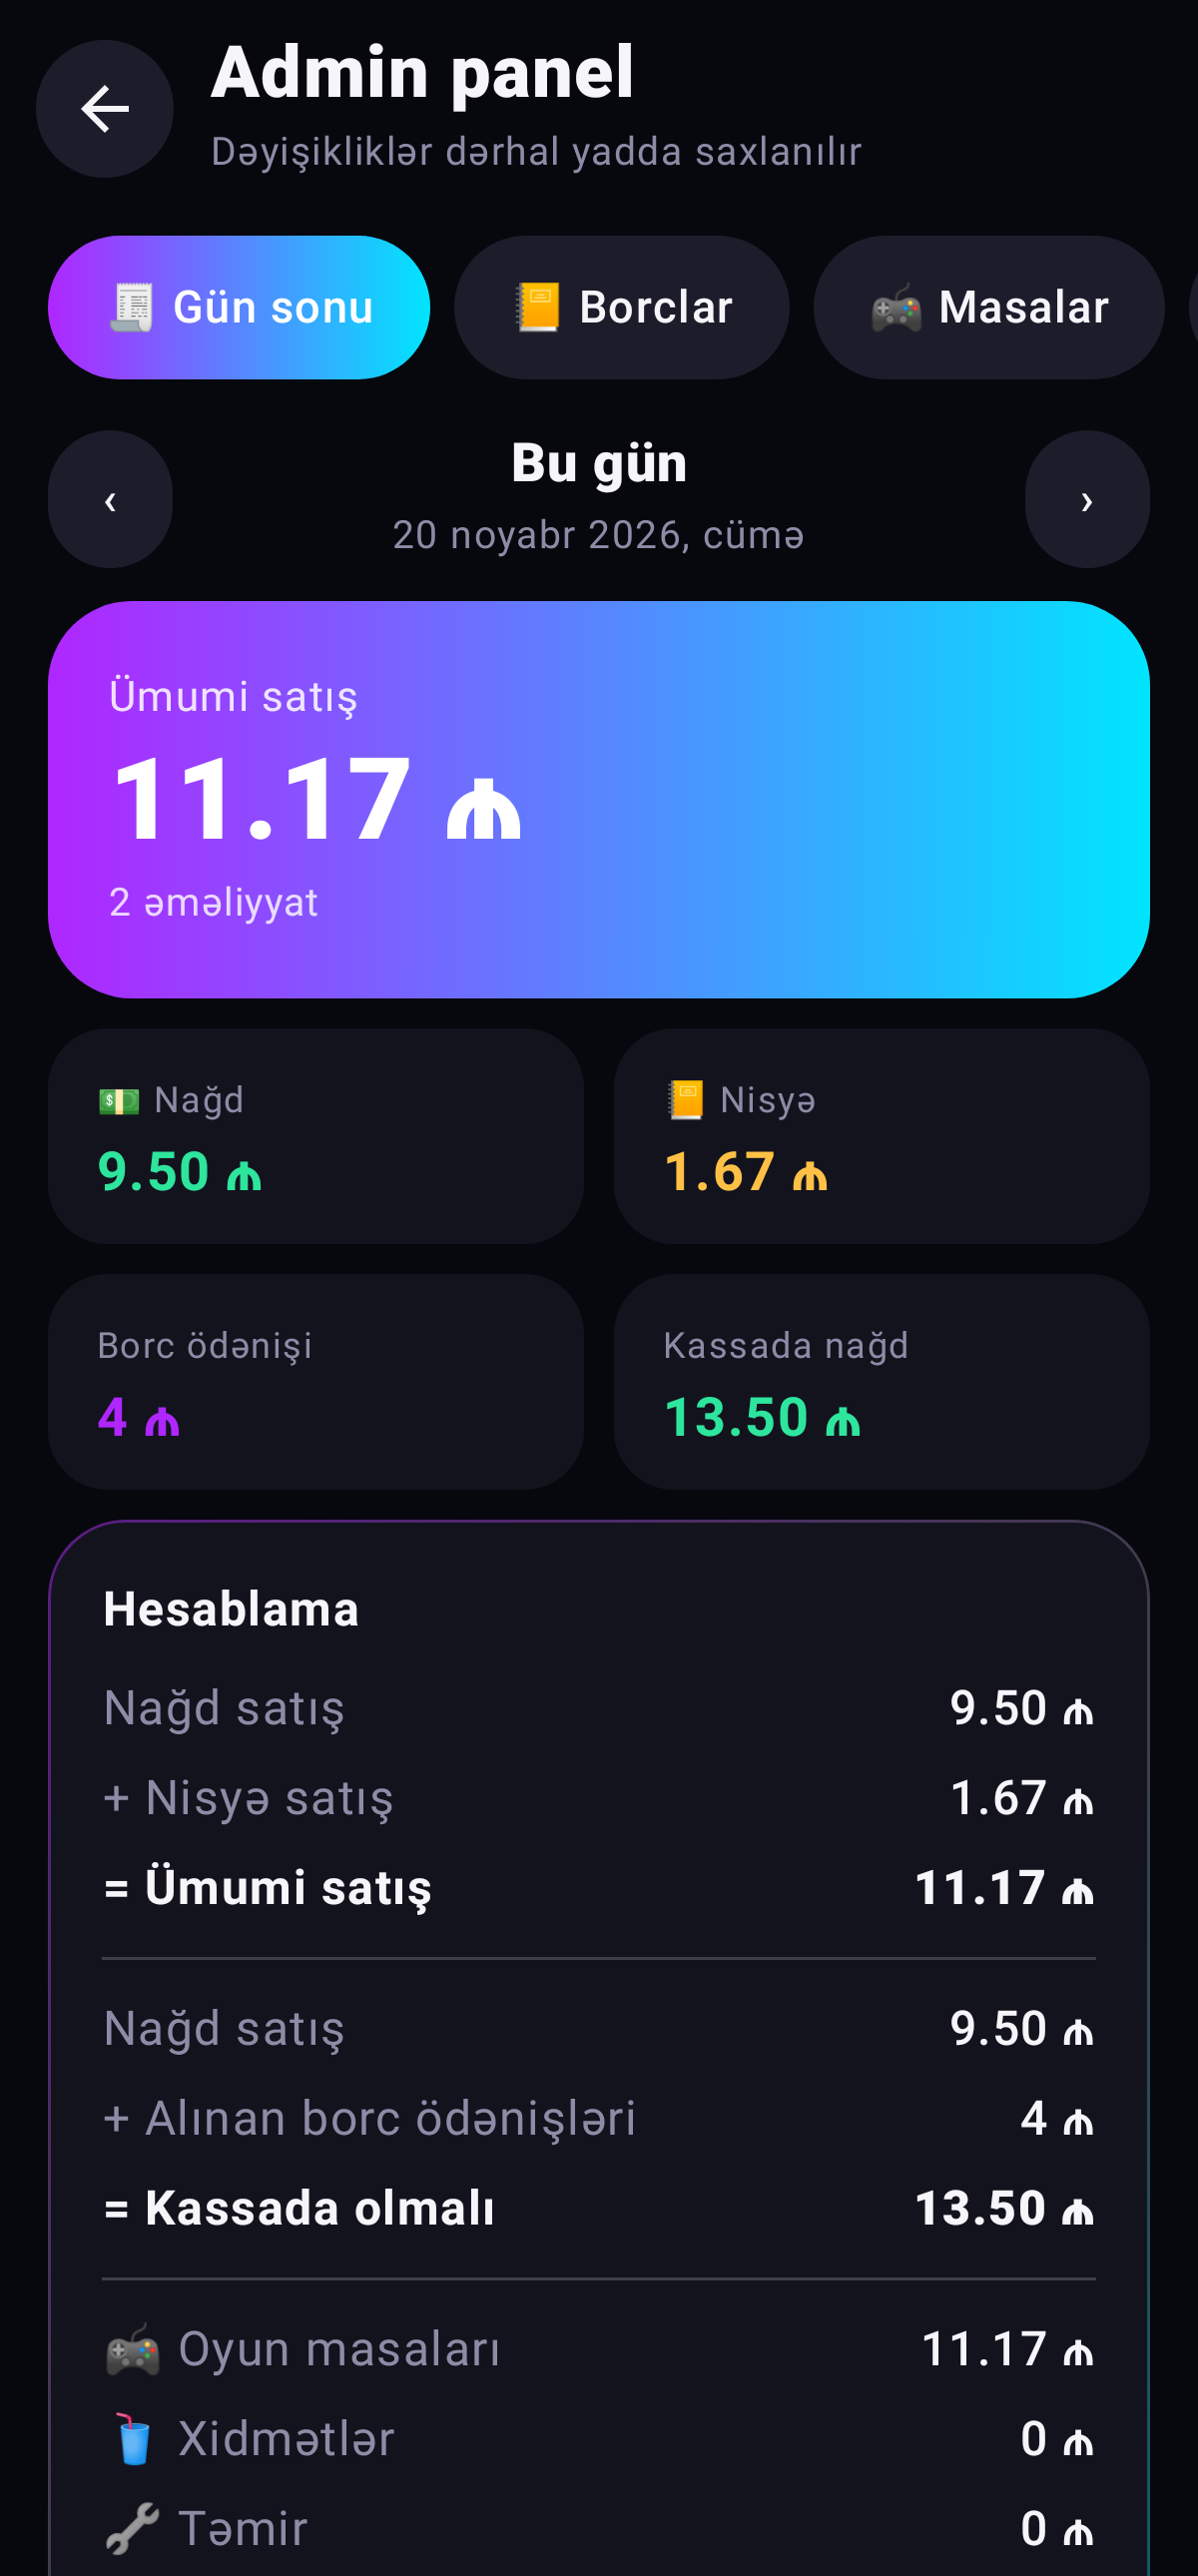 Admin panel
Dəyişikliklər dərhal yadda saxlanılır
Gün sonu
Borclar
Masalar
‹
Bu gün
›
20 noyabr 2026, cümə
Ümumi satış
11.17 ₼
2 əməliyyat
Nağd
9.50 ₼
Nisyə
1.67 ₼
Borc ödənişi
4 ₼
Kassada nağd
13.50 ₼
Hesablama
Nağd satış 9.50 ₼
+ Nisyə satış 1.67 ₼
= Ümumi satış 11.17 ₼
Nağd satış 9.50 ₼
+ Alınan borc ödənişləri 4 ₼
= Kassada olmalı 13.50 ₼
Oyun masaları 11.17 ₼
Xidmətlər 0 ₼
Təmir 0 ₼